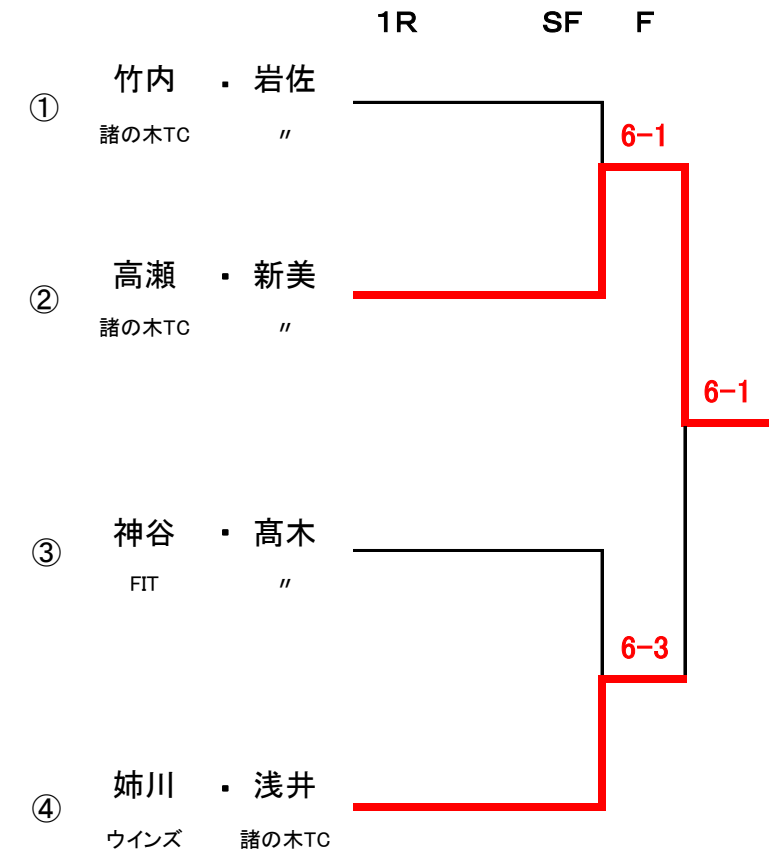 1R SF F
竹内 ・ 岩佐
①
諸の木TC 〃
6-1
高瀬 ・ 新美
②
諸の木TC 〃
6-1
神谷 ・ 髙木
③
FIT 〃
6-3
姉川 ・ 浅井
④
ウインズ 諸の木TC